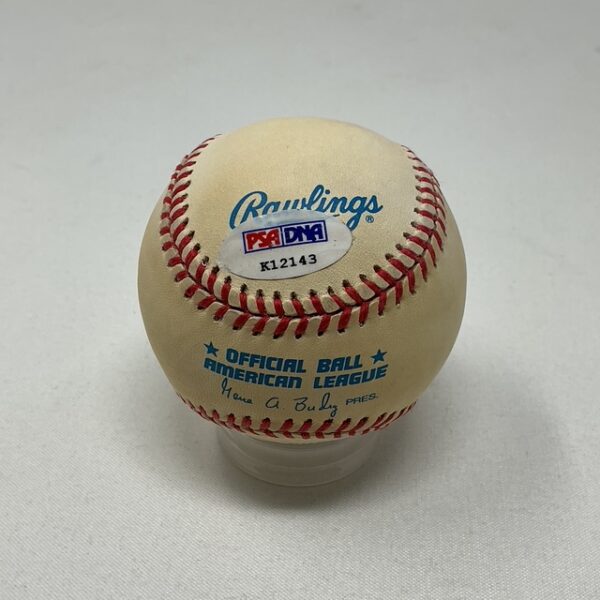 Rawlings®
PSA DNA
K12143
★ OFFICIAL BALL ★
AMERICAN LEAGUE
Gene A. Budig PRES.